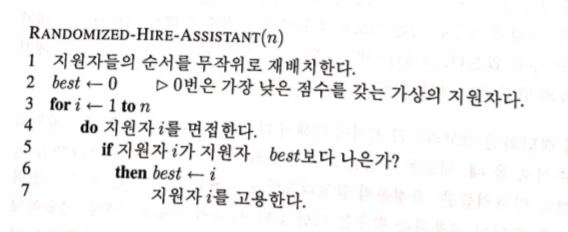 RANDOMIZED-HIRE-ASSISTANT(n)
1 지원자들의 순서를 무작위로 재배치한다.
2 best ← 0 ▷ 0번은 가장 낮은 점수를 갖는 가상의 지원자다.
3 for i ← 1 to n
4 do 지원자 i를 면접한다.
5 if 지원자 i가 지원자 best보다 나은가?
6 then best ← i
7 지원자 i를 고용한다.